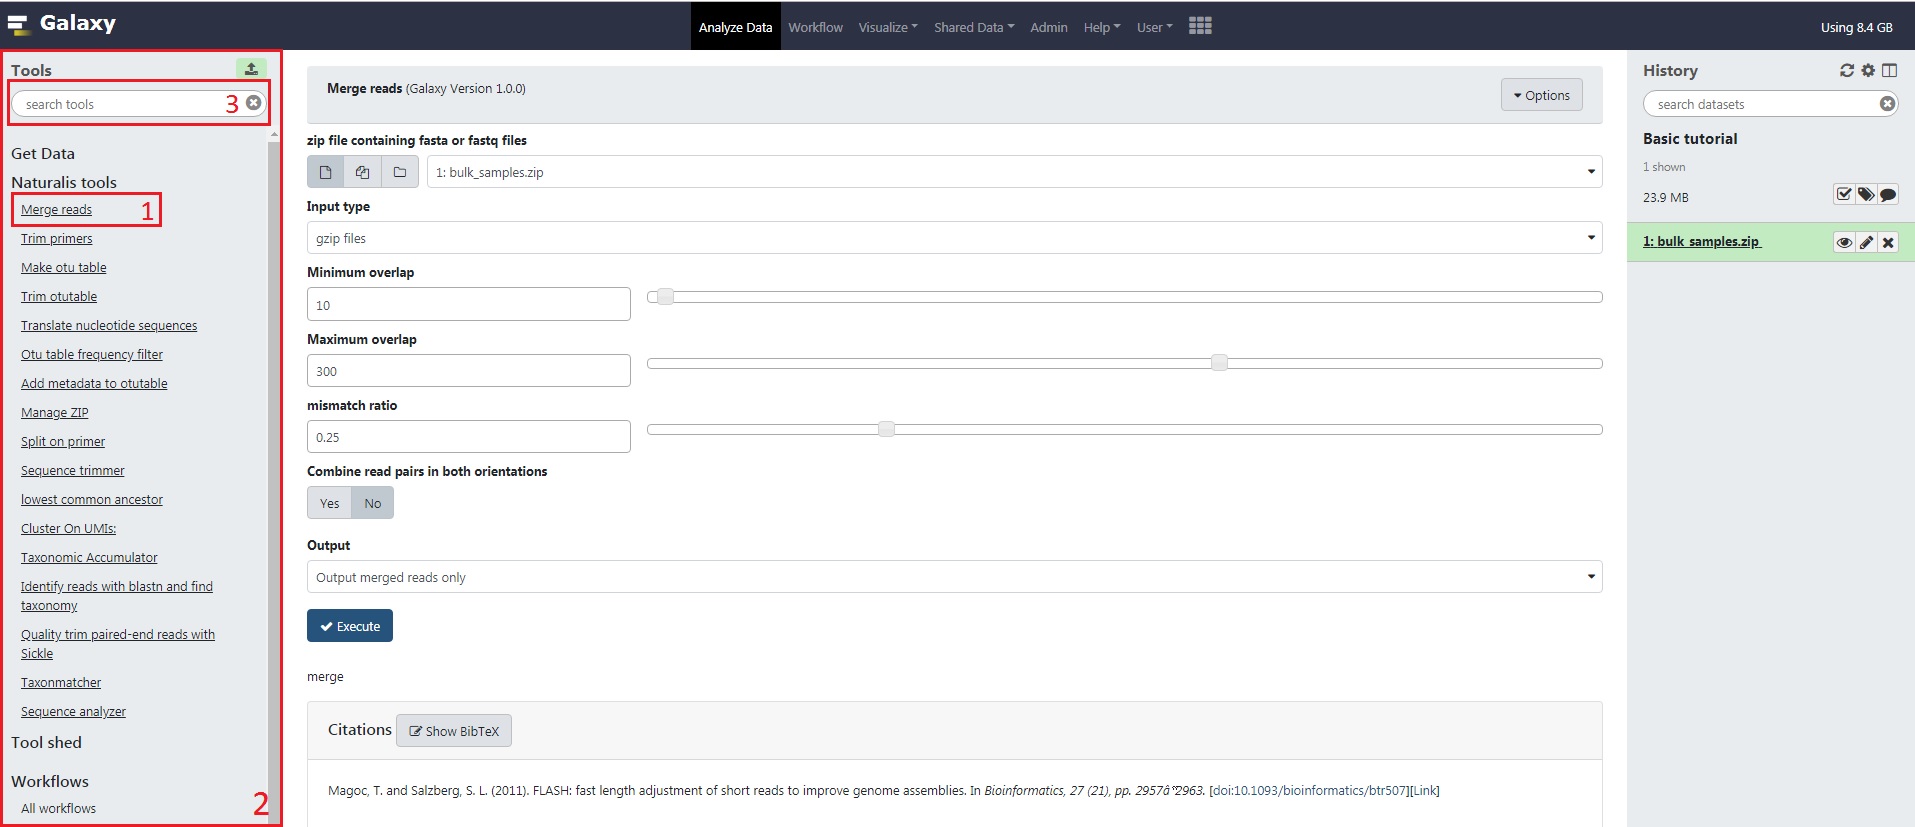 Galaxy
Analyze Data Workflow Visualize Shared Data Admin Help User
Using 8.4 GB
Tools
search tools 3
Get Data
Naturalis tools
Merge reads 1
Trim primers
Make otu table
Trim otutable
Translate nucleotide sequences
Otu table frequency filter
Add metadata to otutable
Manage ZIP
Split on primer
Sequence trimmer
lowest common ancestor
Cluster On UMIs:
Taxonomic Accumulator
Identify reads with blastn and find
taxonomy
Quality trim paired-end reads with
Sickle
Taxonmatcher
Sequence analyzer
Tool shed
Workflows
All workflows
2
Merge reads (Galaxy Version 1.0.0)
Options
zip file containing fasta or fastq files
1: bulk_samples.zip
Input type
gzip files
Minimum overlap
10
Maximum overlap
300
mismatch ratio
0.25
Combine read pairs in both orientations
Yes No
Output
Output merged reads only
Execute
merge
Citations Show BibTeX
Magoc, T. and Salzberg, S. L. (2011). FLASH: fast length adjustment of short reads to improve genome assemblies. In Bioinformatics, 27 (21), pp. 2957â€“2963. [doi:10.1093/bioinformatics/btr507][Link]
History
search datasets
Basic tutorial
1 shown
23.9 MB
1: bulk_samples.zip